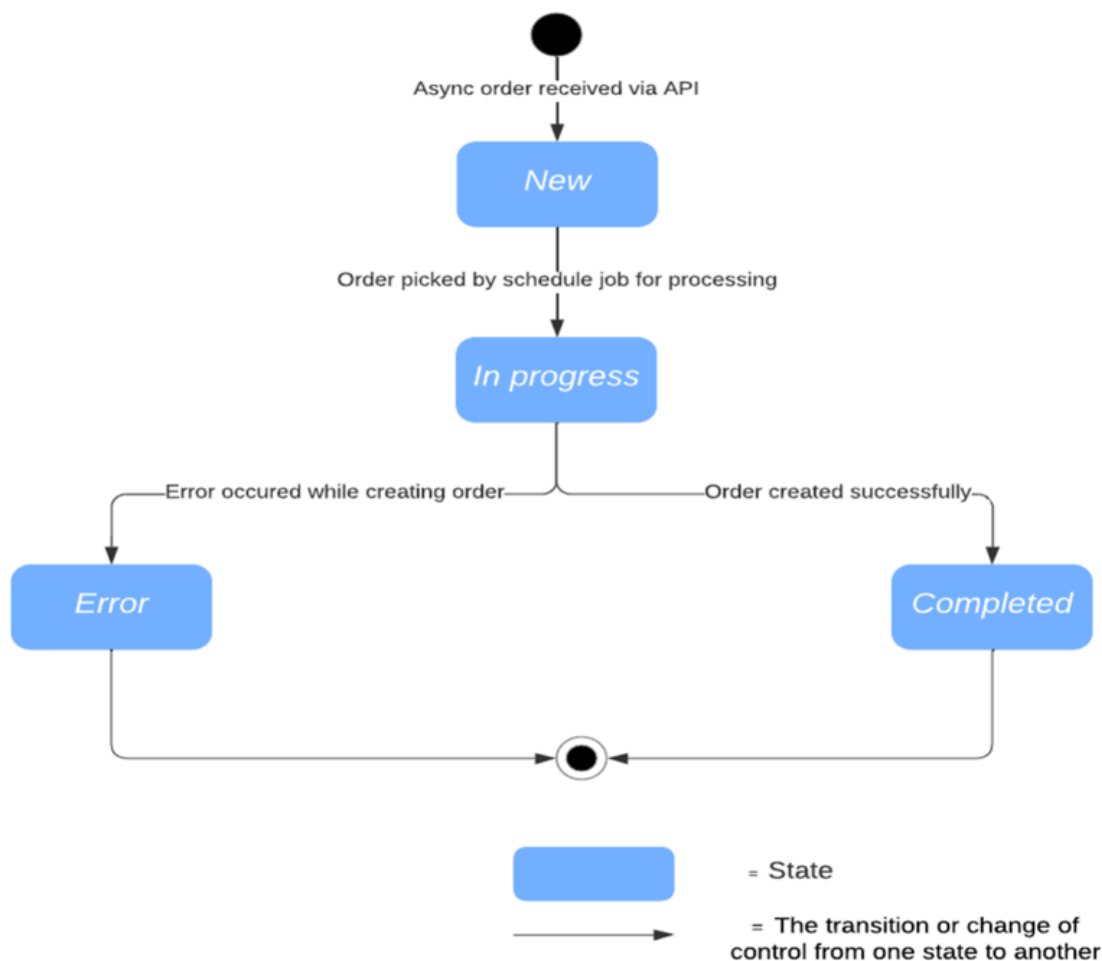 Async order received via API
New
Order picked by schedule job for processing
In progress
Error occured while creating order
Order created successfully
Error
Completed
= State
= The transition or change of
control from one state to another